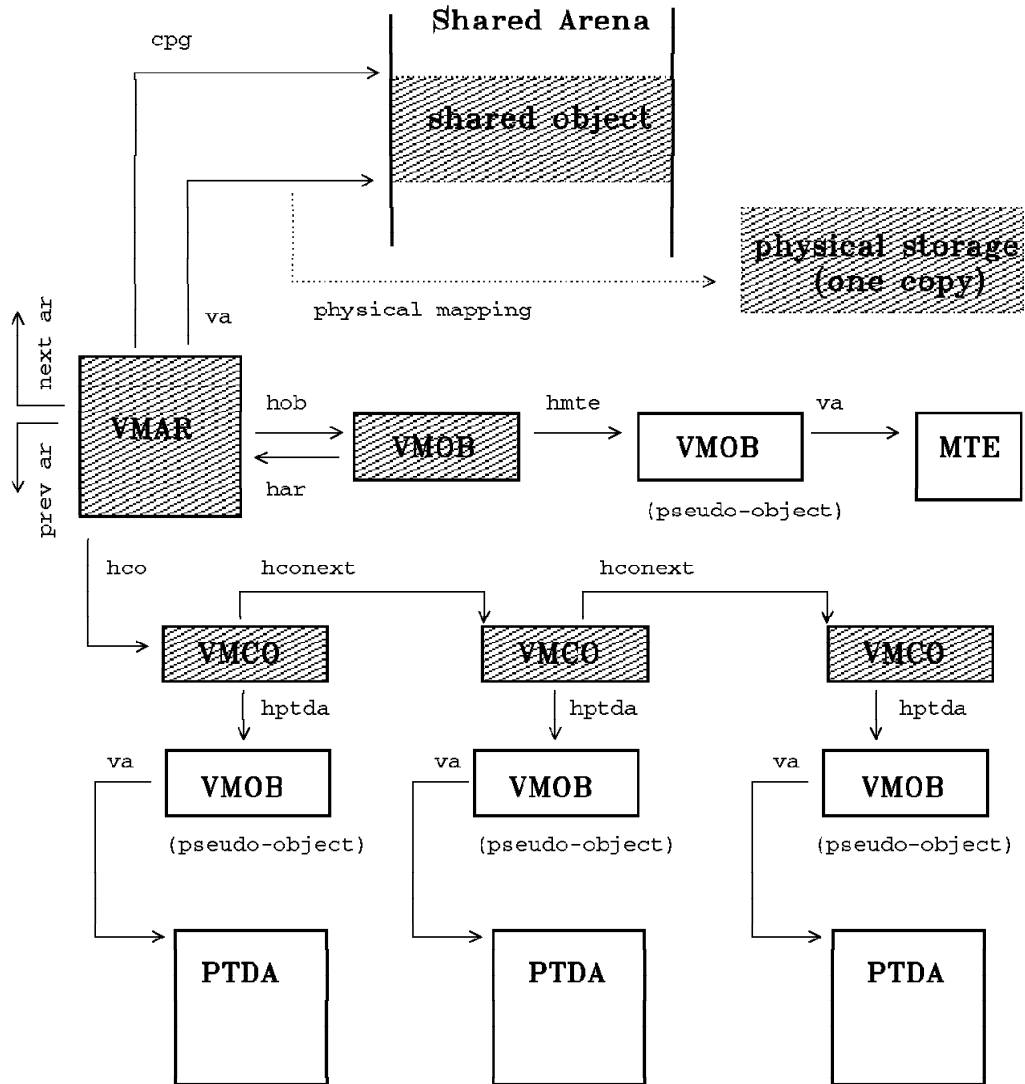 Shared Arena
cpg
shared object
physical storage
(one copy)
va
physical mapping
next ar
prev ar
VMAR
hob
har
VMOB
hmte
VMOB
(pseudo-object)
va
MTE
hco
hconext
hconext
VMCO
VMCO
VMCO
hptda
hptda
hptda
va
VMOB
va
VMOB
va
VMOB
(pseudo-object)
(pseudo-object)
(pseudo-object)
PTDA
PTDA
PTDA